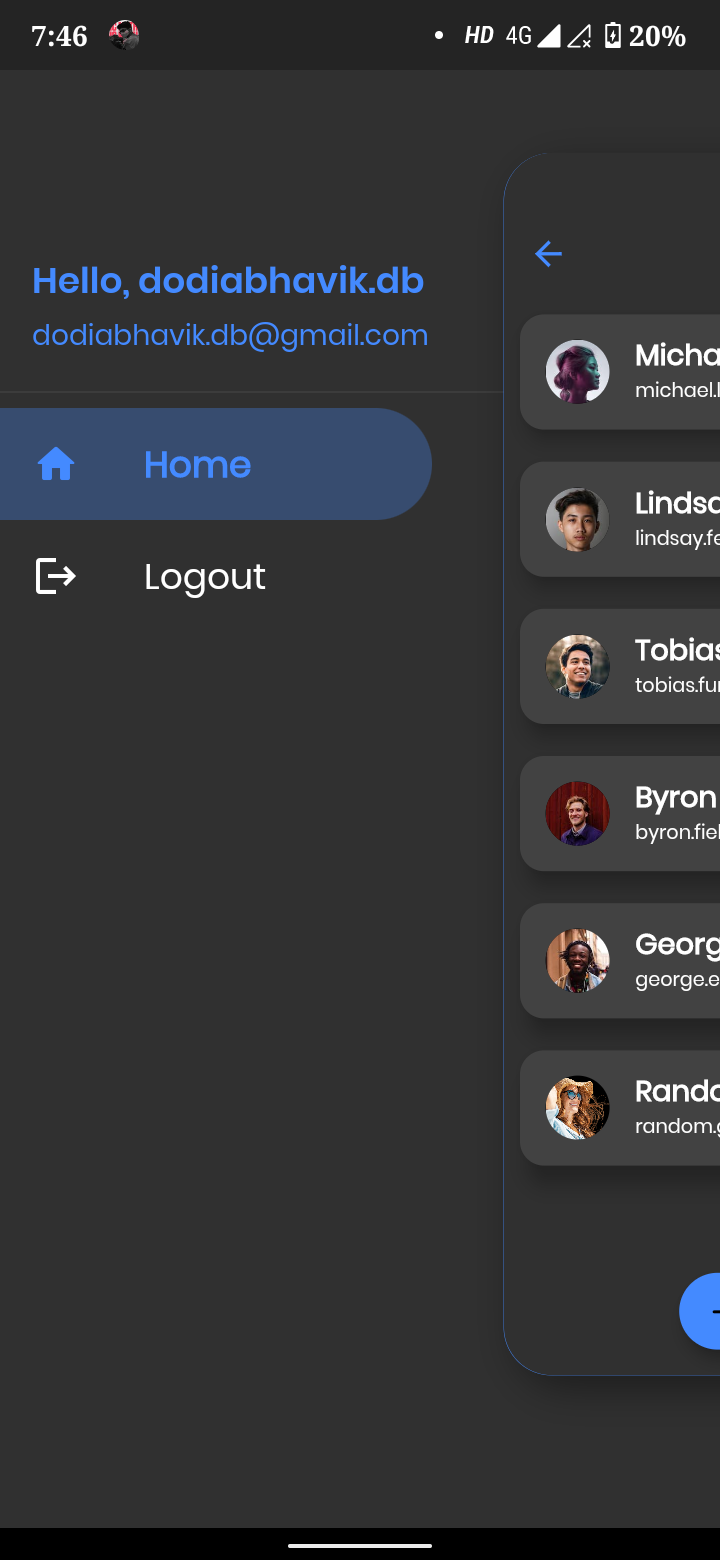 7:46 HD 4G 20%
Hello, dodiabhavik.db
dodiabhavik.db@gmail.com
Home
Logout
Micha
michael.l
Lindsa
lindsay.fe
Tobias
tobias.fu
Byron
byron.fiel
Georg
george.e
Rando
random.g